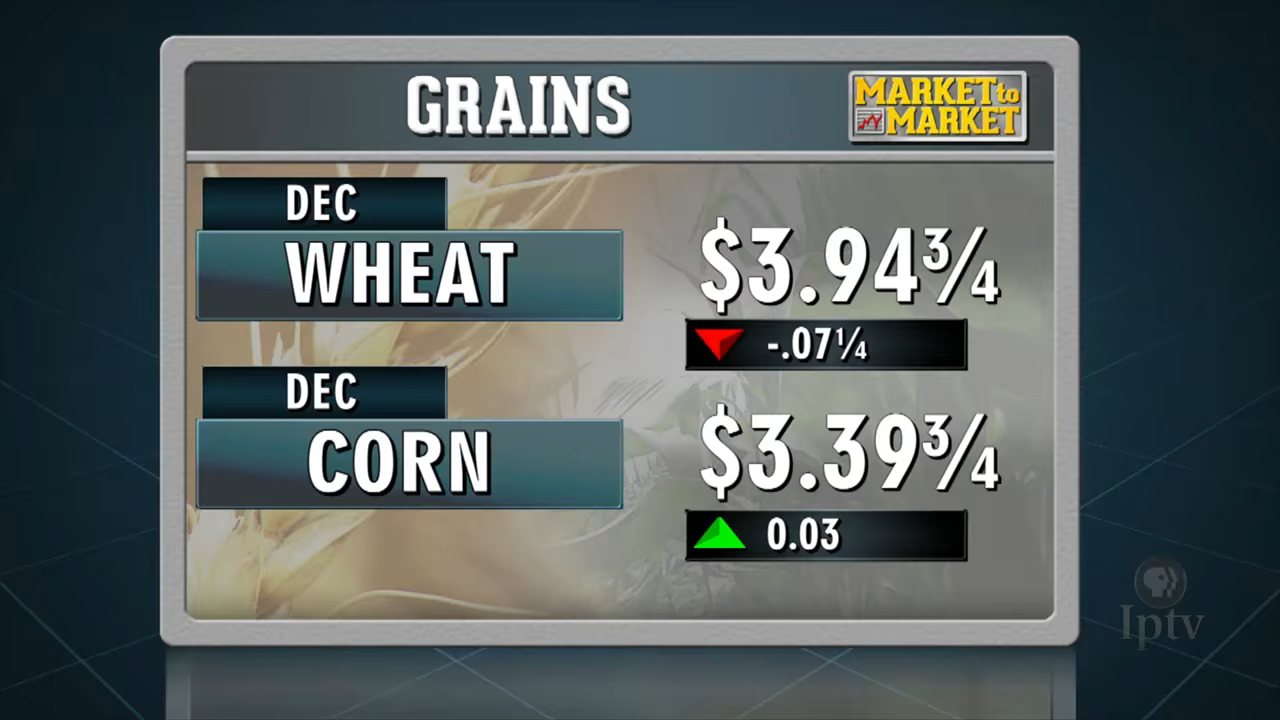 GRAINS
MARKET to
MARKET
DEC
WHEAT
$3.94¾
-.07¼
DEC
CORN
$3.39¾
0.03
Iptv